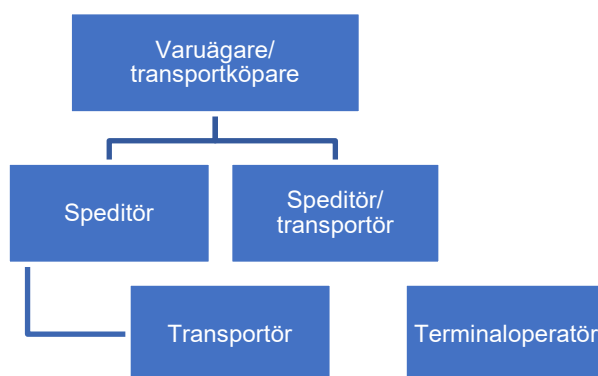 Varuägare/
transportköpare
Speditör
Speditör/
transportör
Transportör
Terminaloperatör